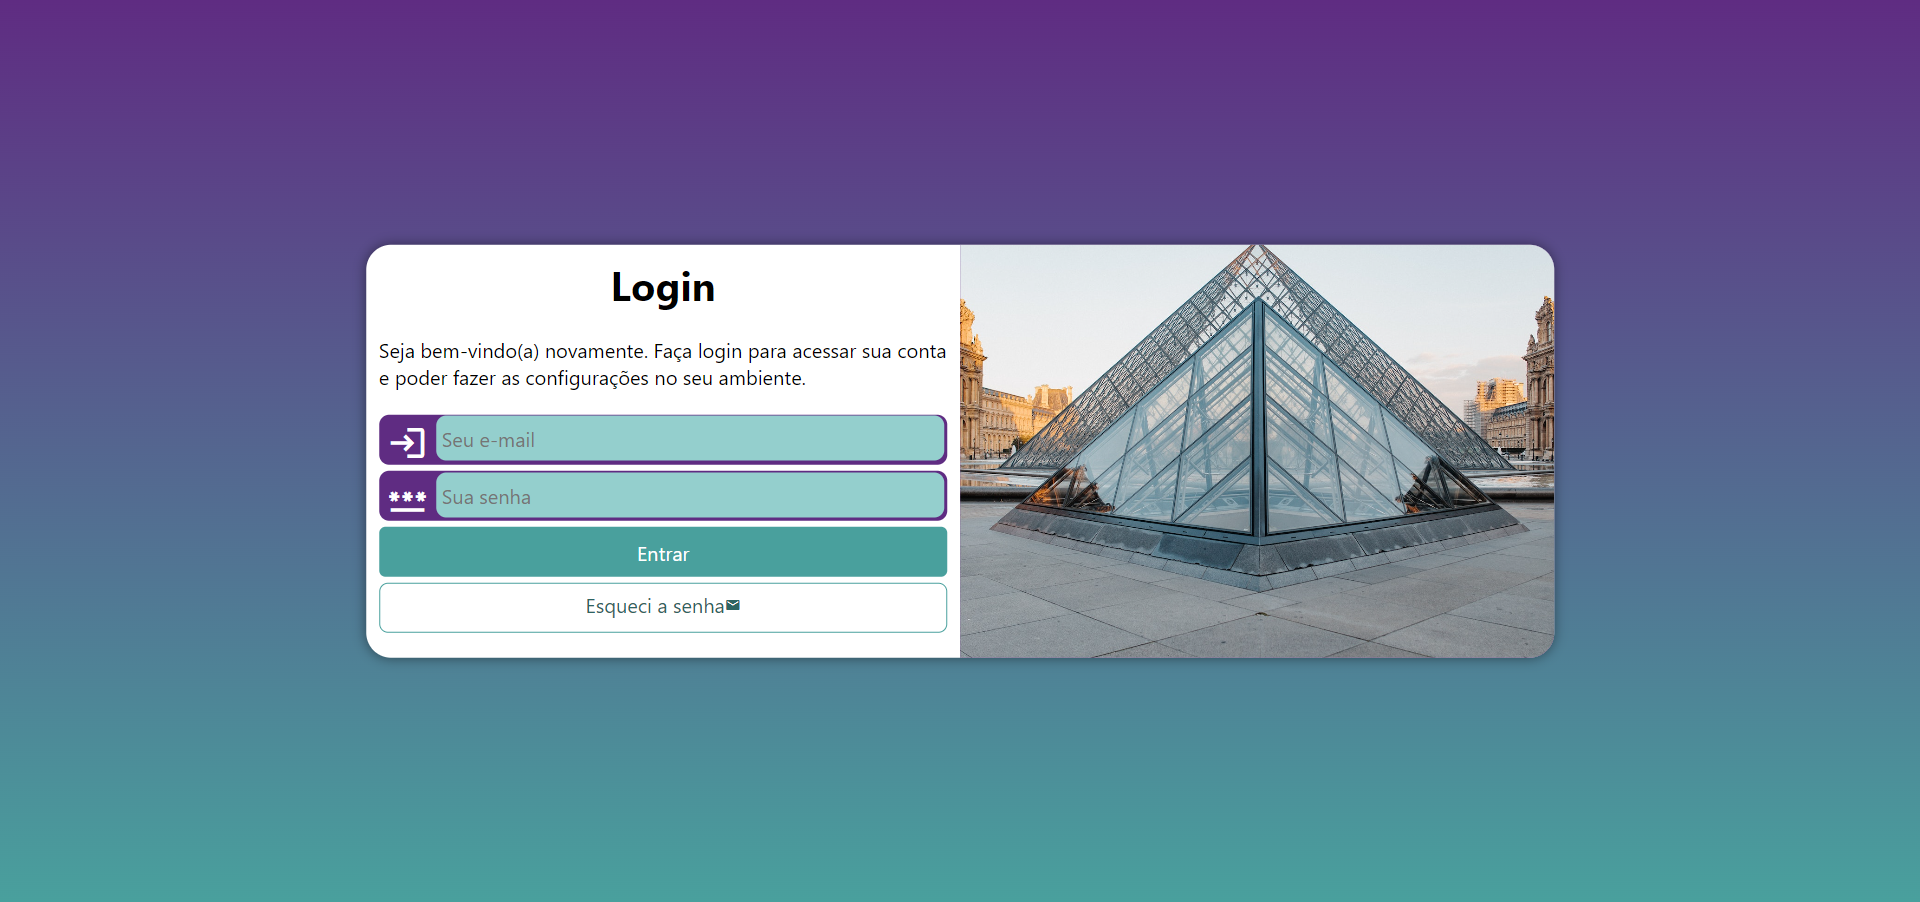 Login
Seja bem-vindo(a) novamente. Faça login para acessar sua conta
e poder fazer as configurações no seu ambiente.
Seu e-mail
Sua senha
Entrar
Esqueci a senha